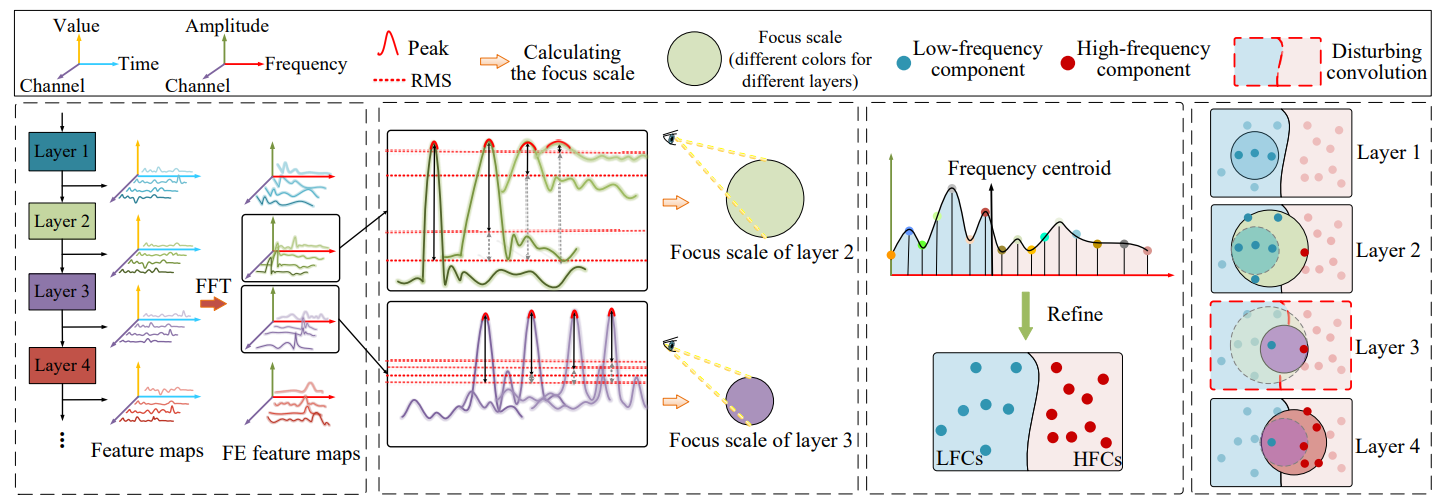 Value
Time
Channel
Amplitude
Frequency
Channel
Peak
RMS
Calculating
the focus scale
Focus scale
(different colors for
different layers)
Low-frequency
component
High-frequency
component
Disturbing
convolution
Layer 1
Layer 2
Layer 3
Layer 4
FFT
Feature maps
FE feature maps
Focus scale of layer 2
Focus scale of layer 3
Frequency centroid
Refine
LFCs
HFCs
Layer 1
Layer 2
Layer 3
Layer 4